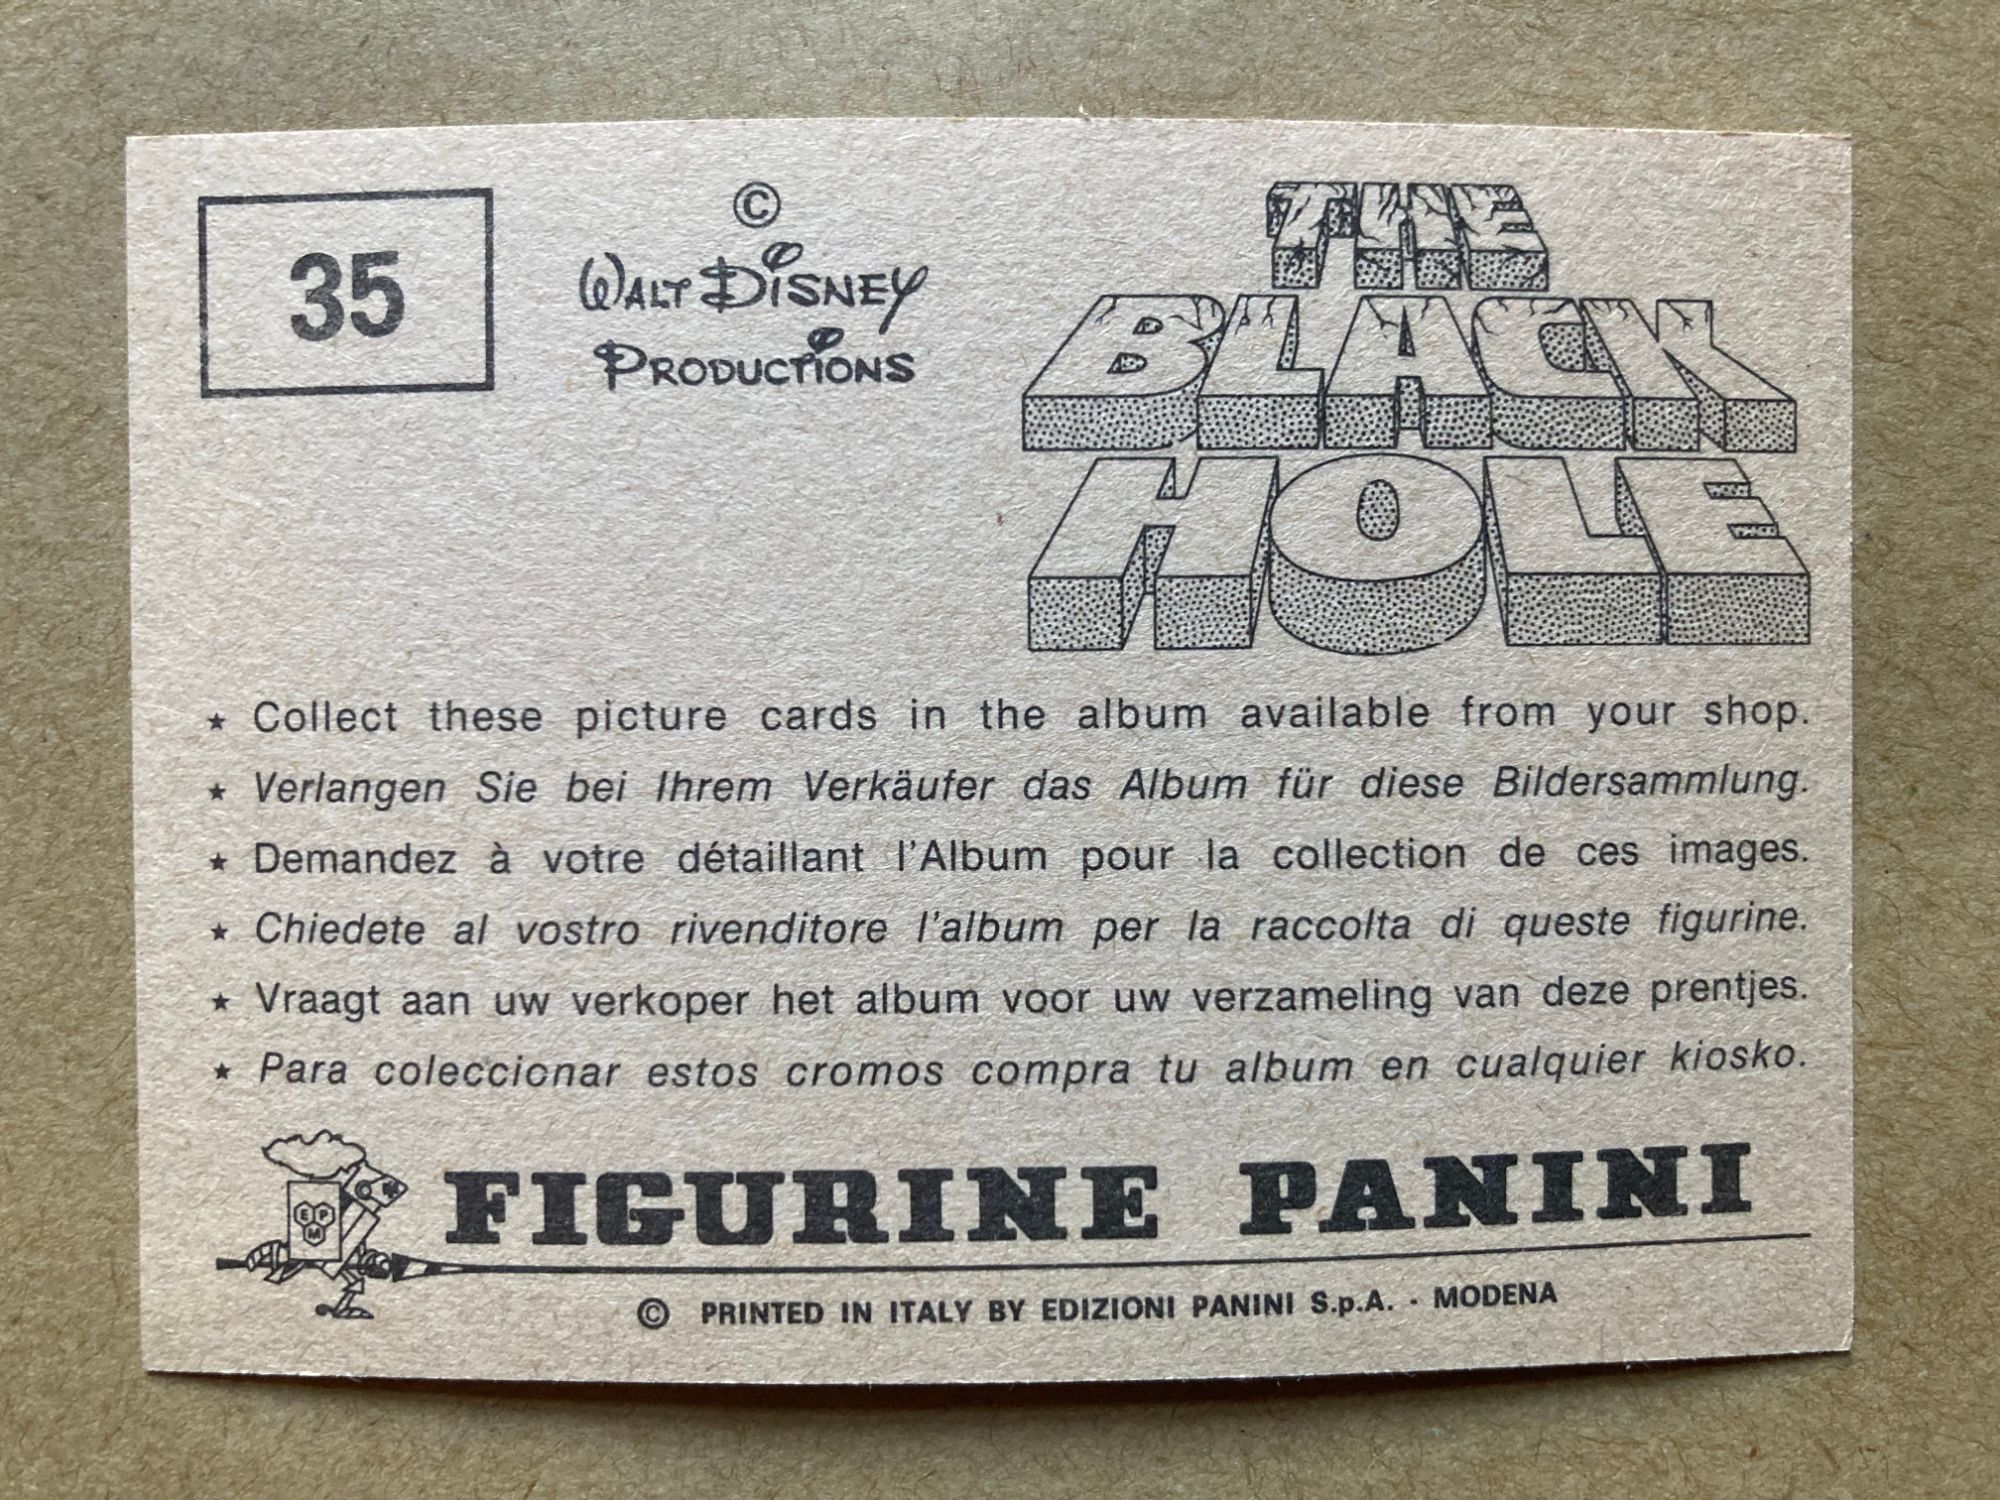 35
©
WALT DISNEY
PRODUCTIONS
THE
BLACK
HOLE
★ Collect these picture cards in the album available from your shop.
★ Verlangen Sie bei Ihrem Verkäufer das Album für diese Bildersammlung.
★ Demandez à votre détaillant l'Album pour la collection de ces images.
★ Chiedete al vostro rivenditore l'album per la raccolta di queste figurine.
★ Vraagt aan uw verkoper het album voor uw verzameling van deze prentjes.
★ Para coleccionar estos cromos compra tu album en cualquier kiosko.
E P
M
FIGURINE PANINI
© PRINTED IN ITALY BY EDIZIONI PANINI S.p.A. - MODENA